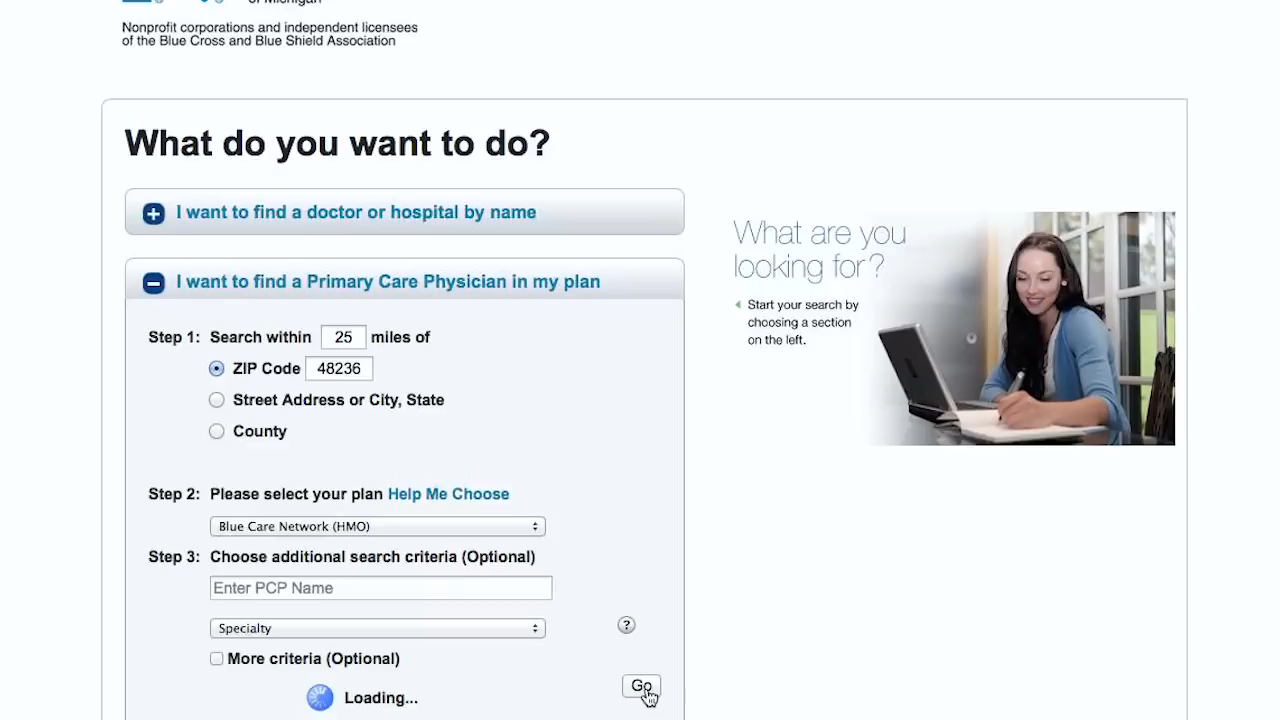 of Michigan
Nonprofit corporations and independent licensees
of the Blue Cross and Blue Shield Association
What do you want to do?
I want to find a doctor or hospital by name
I want to find a Primary Care Physician in my plan
Step 1: Search within 25 miles of
ZIP Code 48236
Street Address or City, State
County
Step 2: Please select your plan Help Me Choose
Blue Care Network (HMO)
Step 3: Choose additional search criteria (Optional)
Enter PCP Name
Specialty
?
More criteria (Optional)
Loading...
Go
What are you
looking for?
Start your search by
choosing a section
on the left.